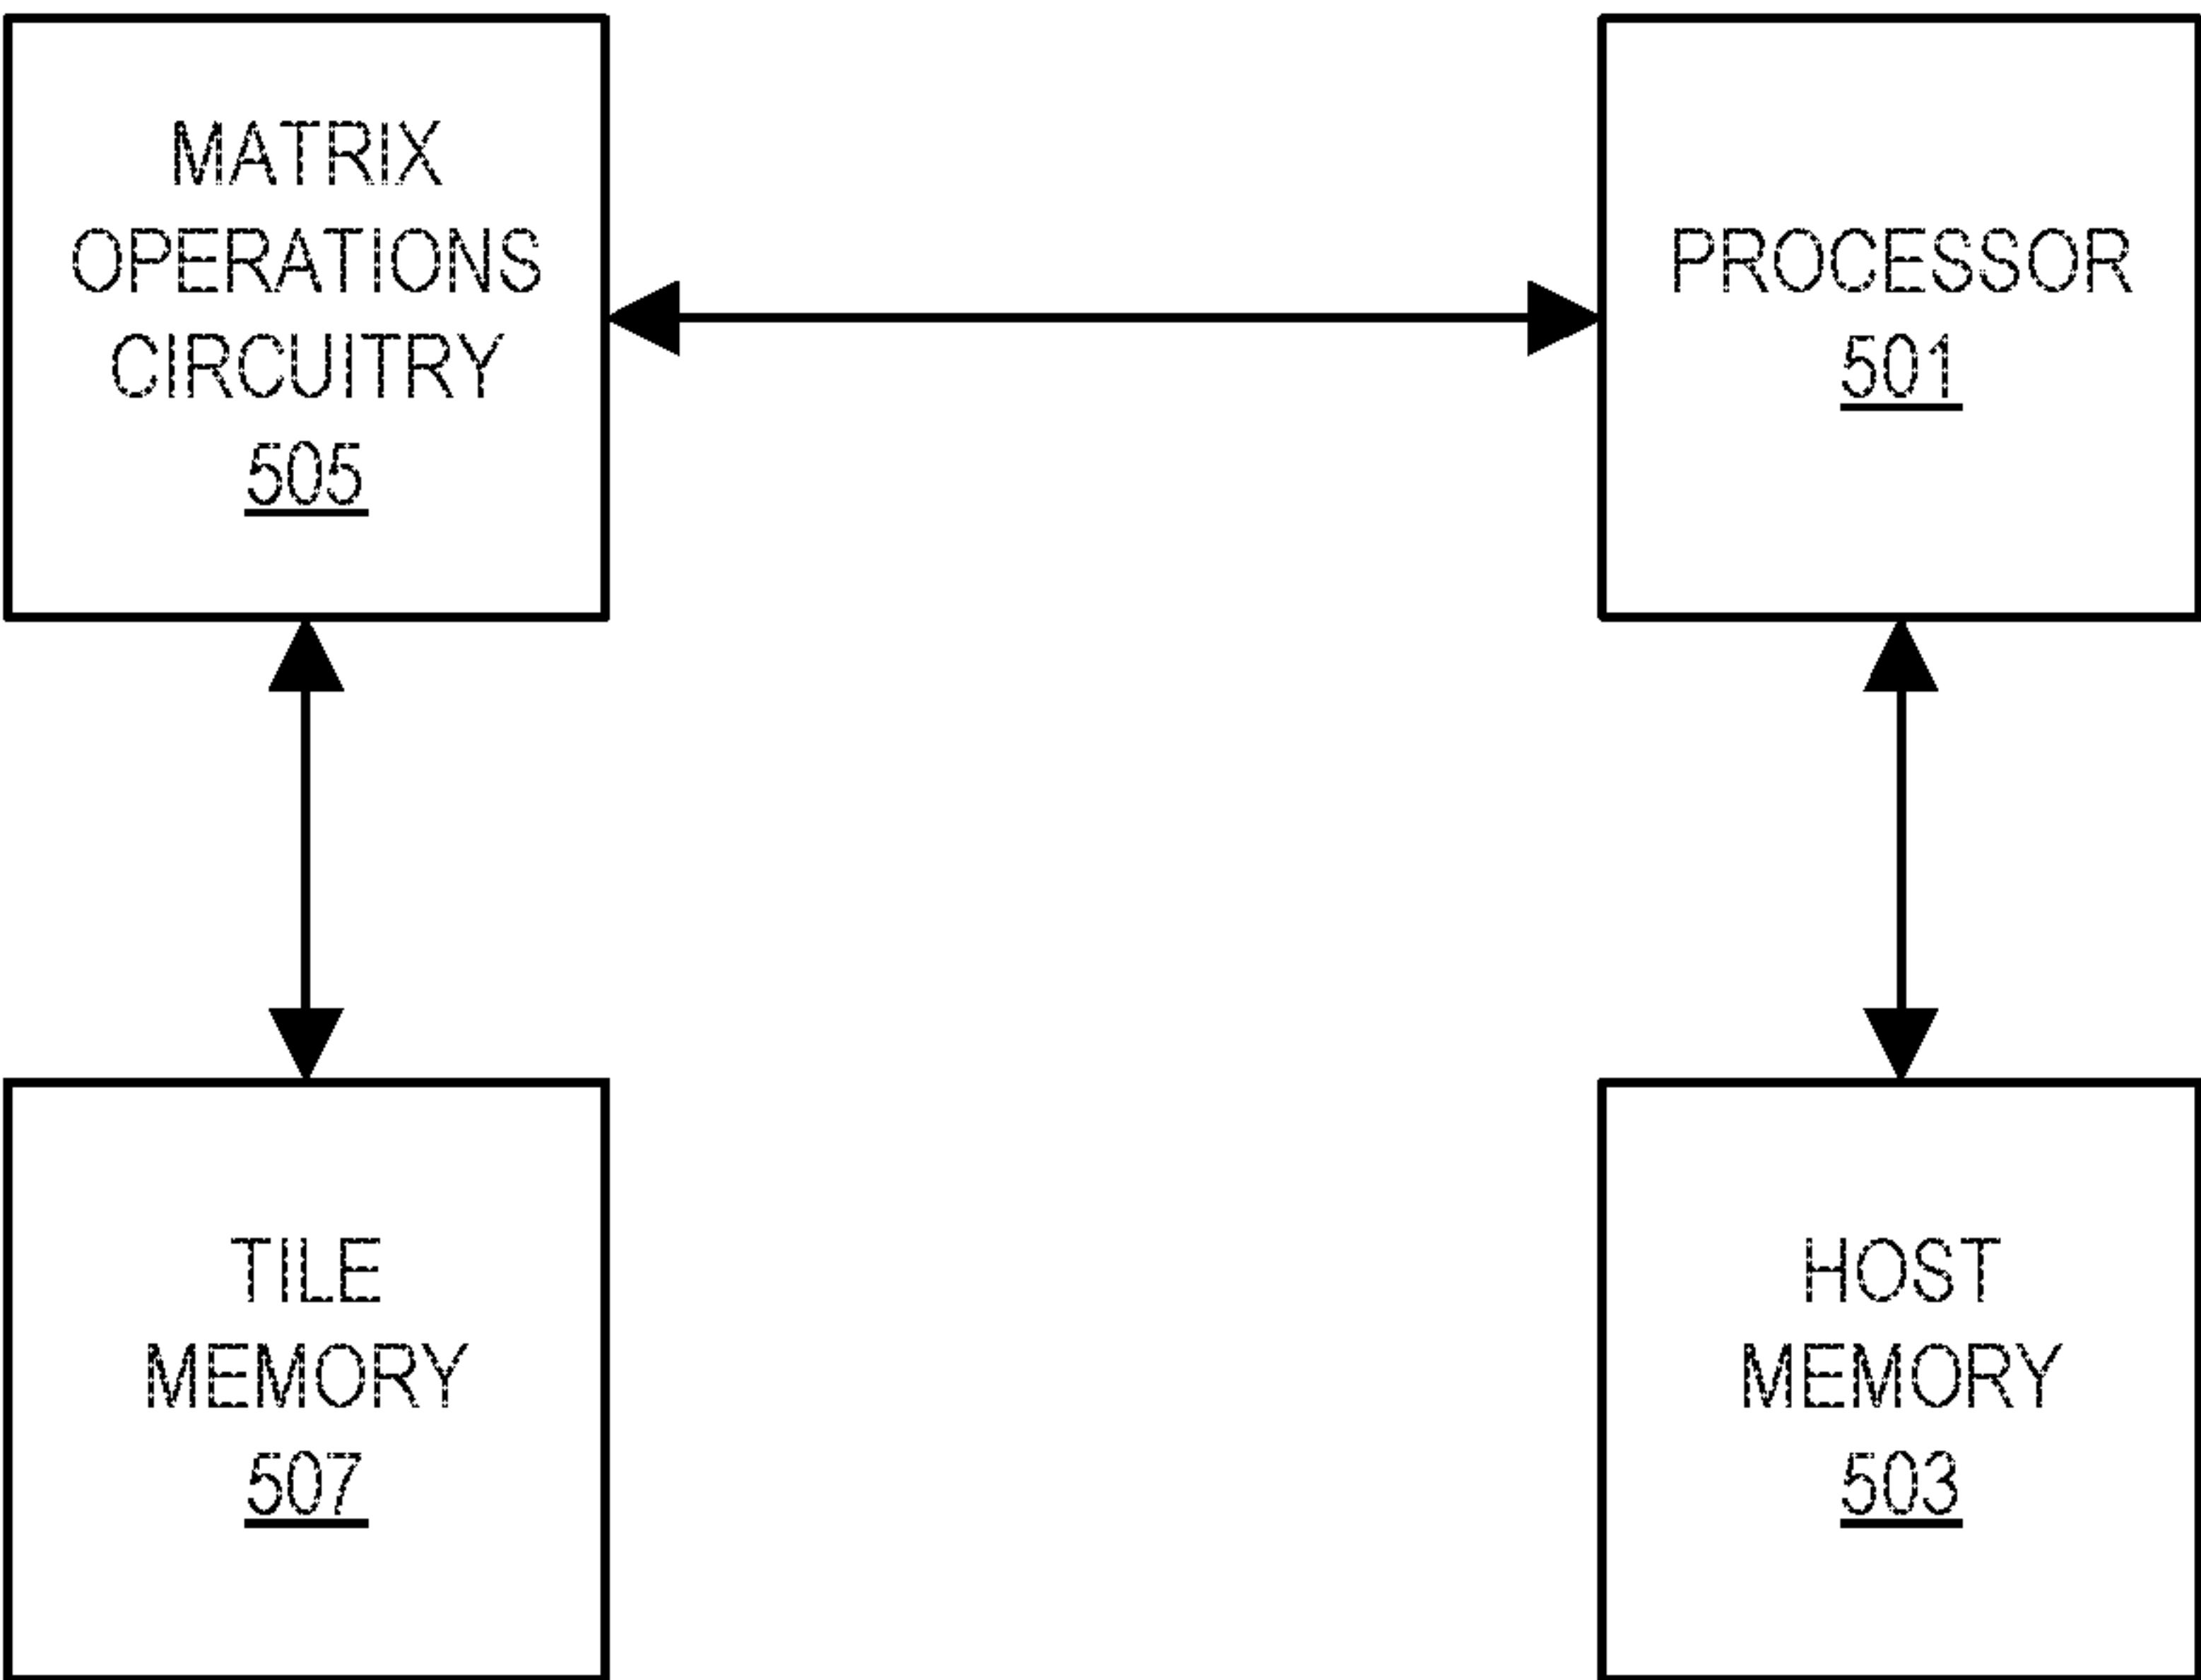 MATRIX
OPERATIONS
CIRCUITRY
505
PROCESSOR
501
TILE
MEMORY
507
HOST
MEMORY
503